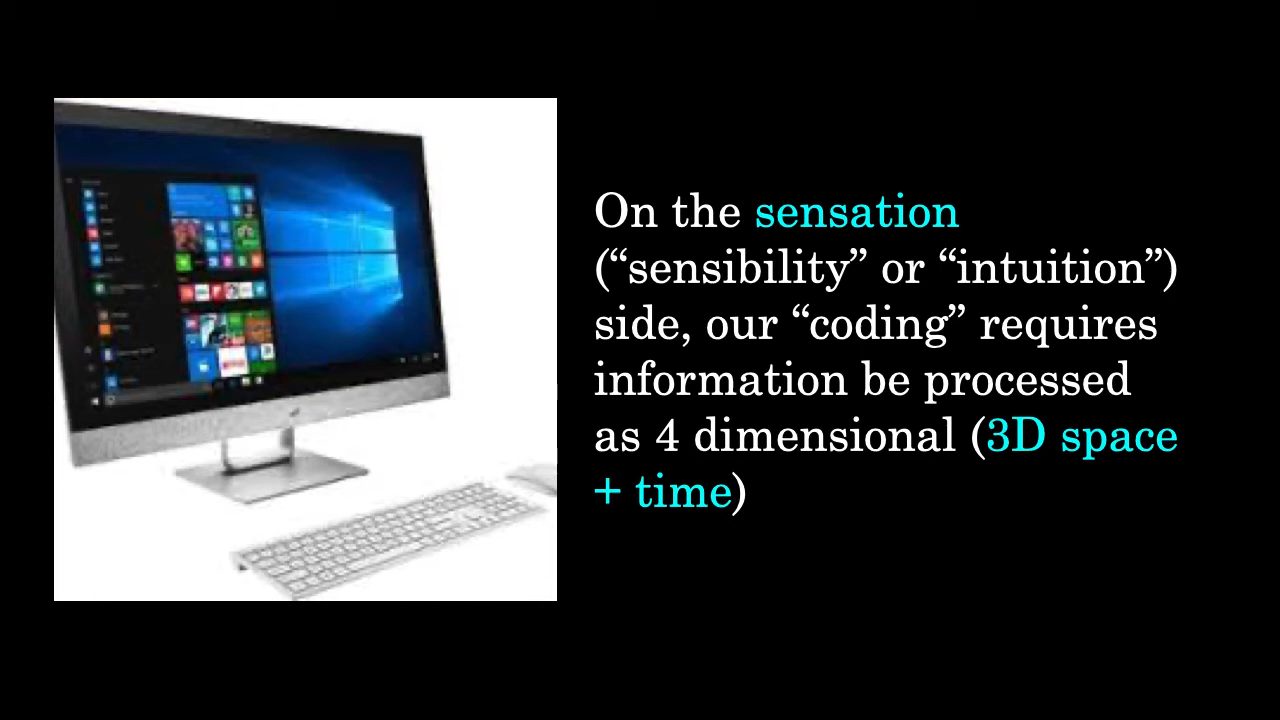 On the sensation
(“sensibility” or “intuition”)
side, our “coding” requires
information be processed
as 4 dimensional (3D space
+ time)